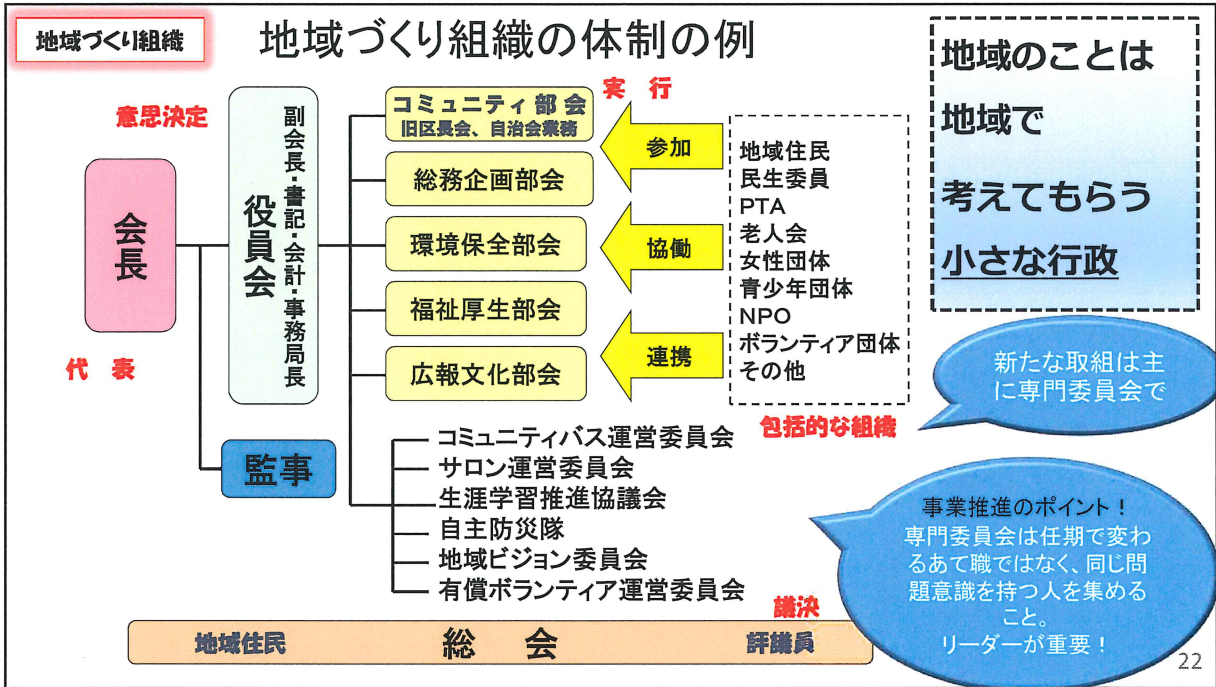 地域づくり組織
地域づくり組織の体制の例
意思決定
会長
代 表
副会長・書記・会計・事務局長
役員会
監事
実 行
コミュニティ部会
旧区長会、自治会業務
総務企画部会
環境保全部会
福祉厚生部会
広報文化部会
参加
協働
連携
地域住民
民生委員
PTA
老人会
女性団体
青少年団体
NPO
ボランティア団体
その他
包括的な組織
コミュニティバス運営委員会
サロン運営委員会
生涯学習推進協議会
自主防災隊
地域ビジョン委員会
有償ボランティア運営委員会
議決
地域住民
総 会
評議員
地域のことは
地域で
考えてもらう
小さな行政
新たな取組は主
に専門委員会で
事業推進のポイント！
専門委員会は任期で変わ
るあて職ではなく、同じ問
題意識を持つ人を集める
こと。
リーダーが重要！
22